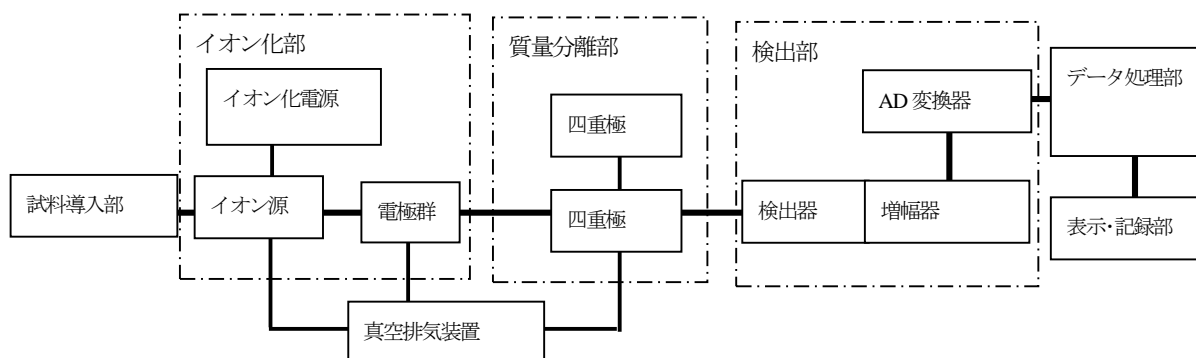 イオン化部
質量分離部
検出部
イオン化電源
四重極
AD 変換器
データ処理部
試料導入部
イオン源
電極群
四重極
検出器
増幅器
表示・記録部
真空排気装置